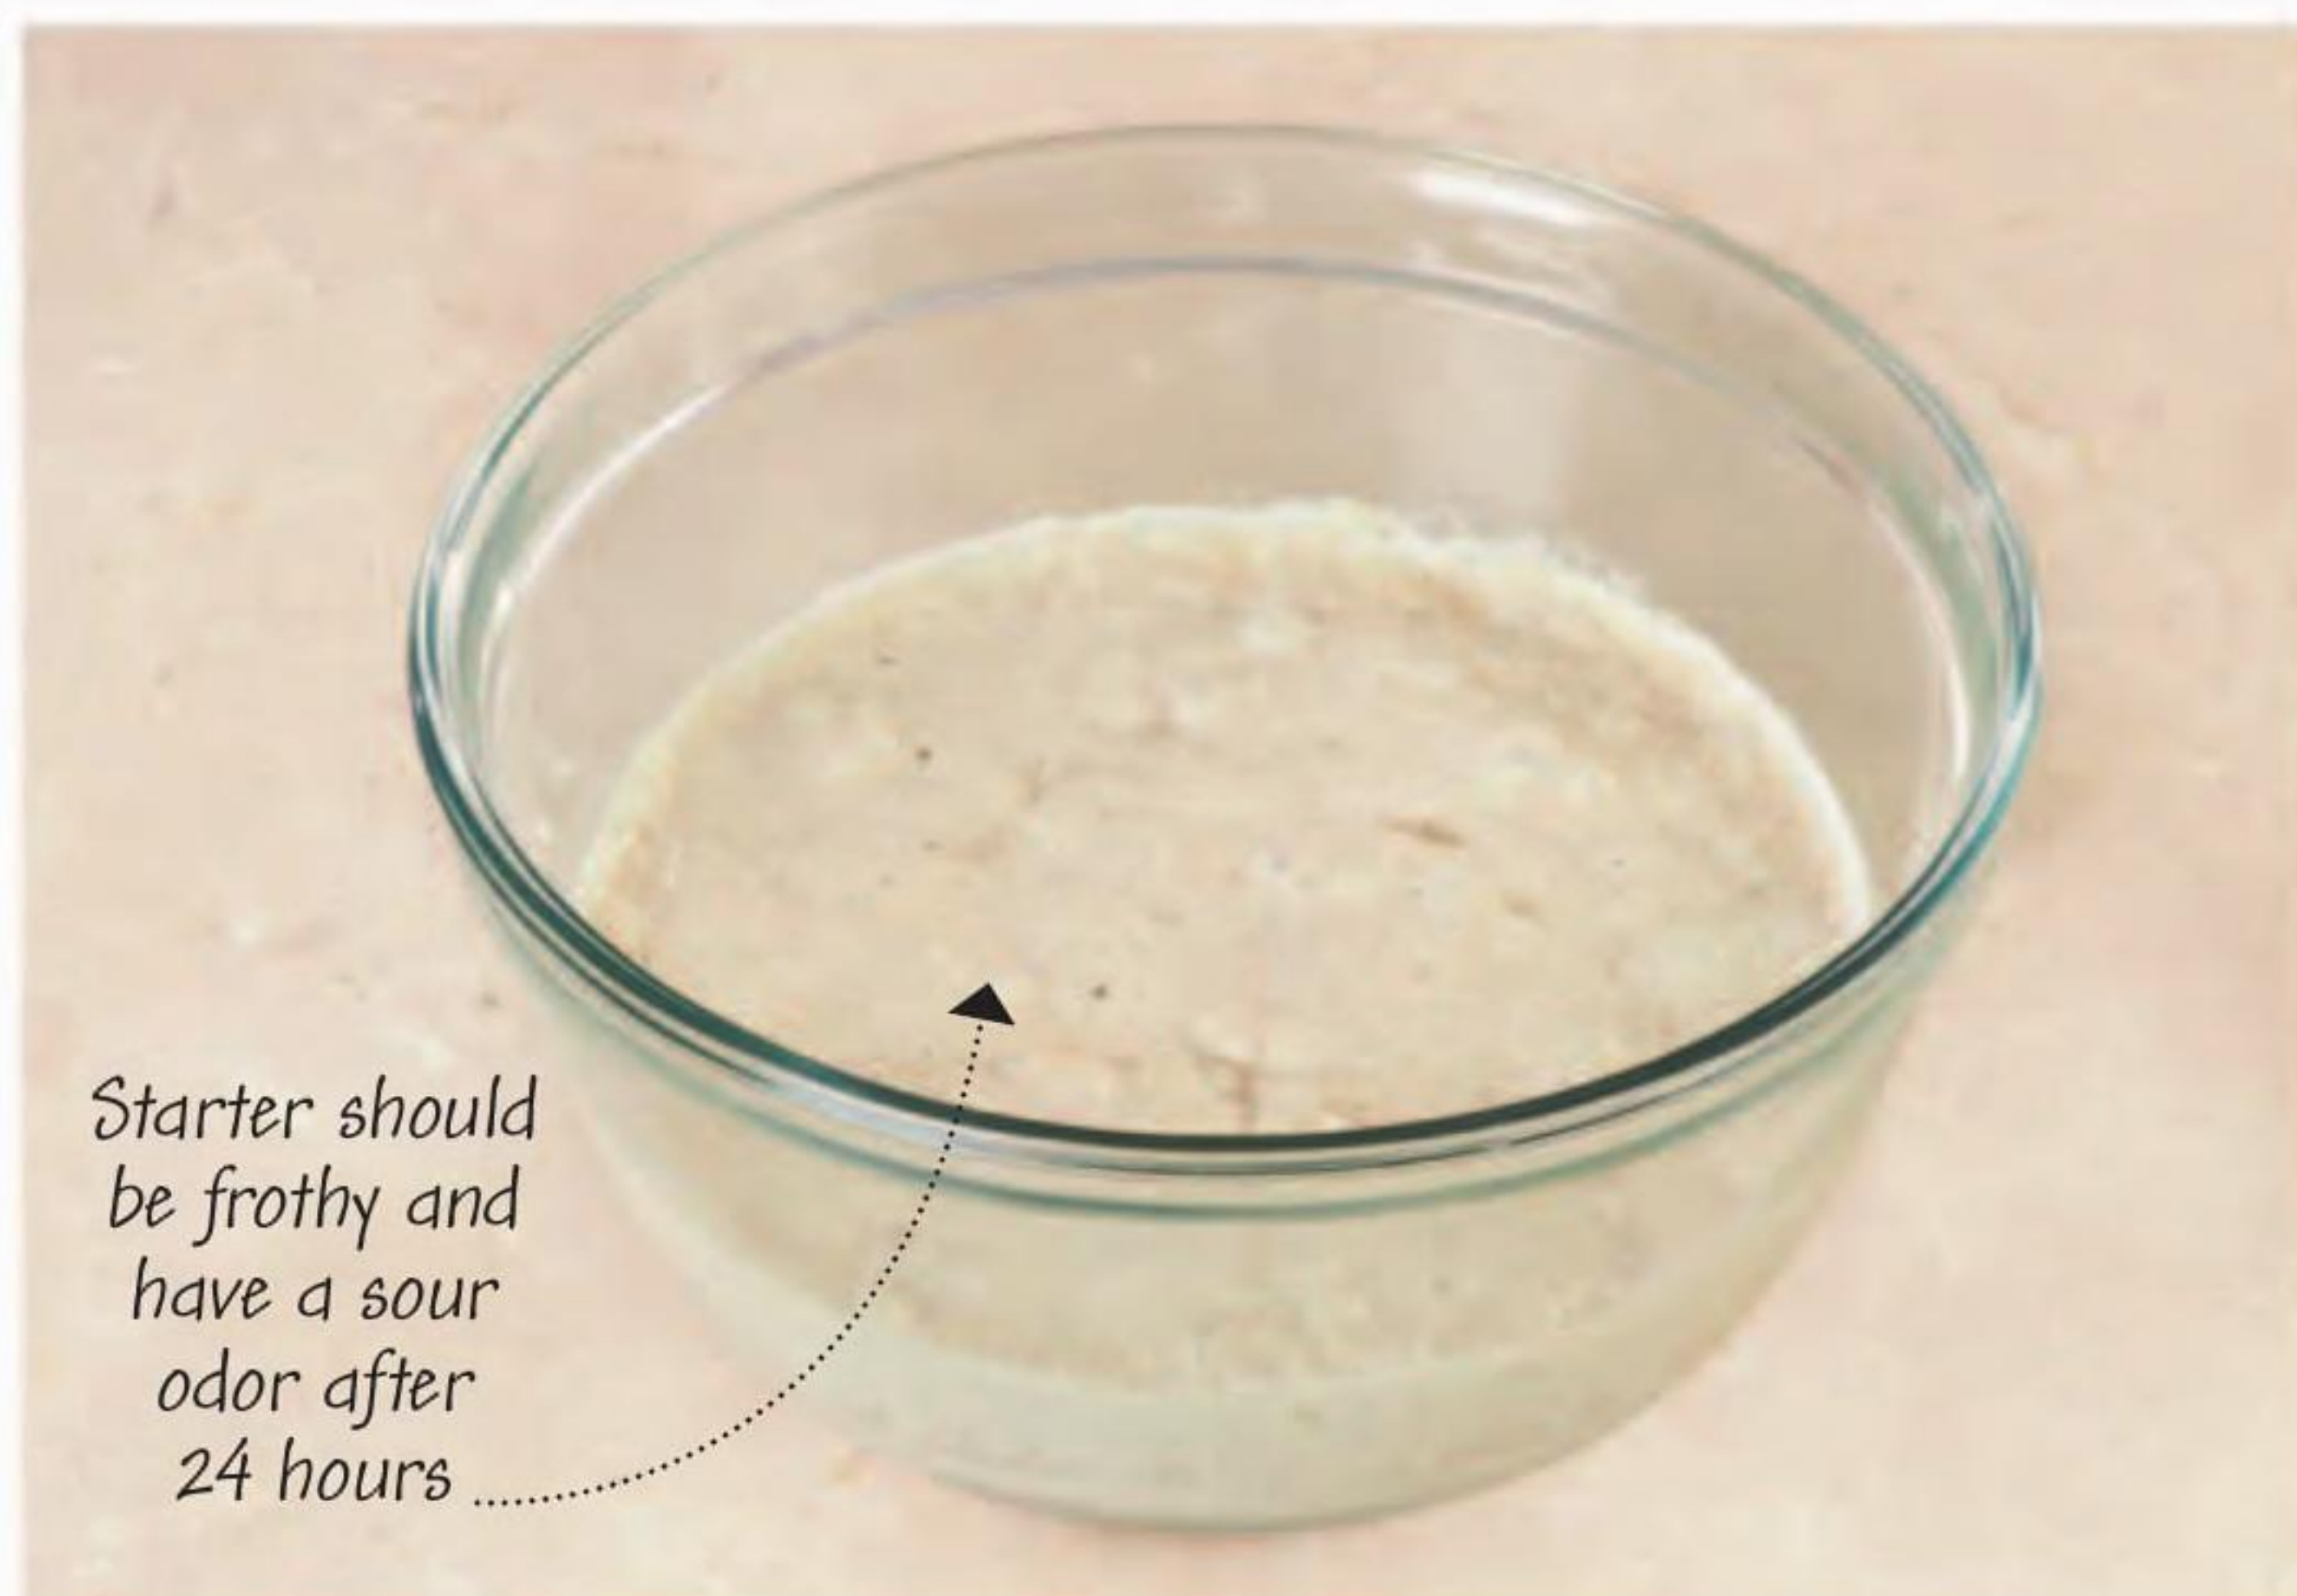 Starter should
be frothy and
have a sour
odor after
24 hours